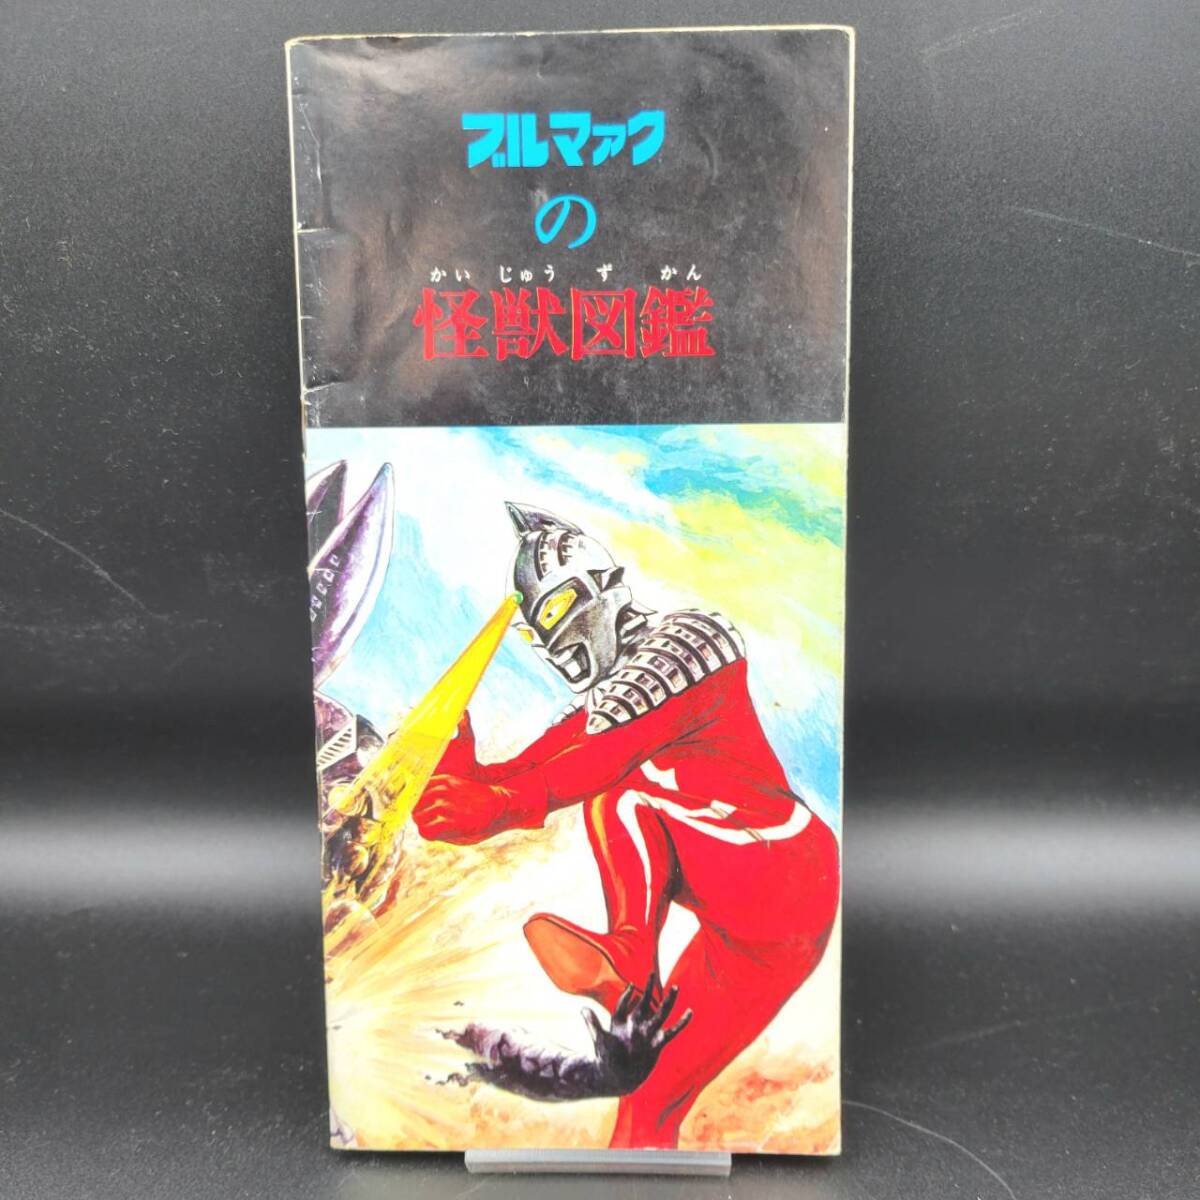 ブルマァク
の
かいじゅうずかん
怪獣図鑑